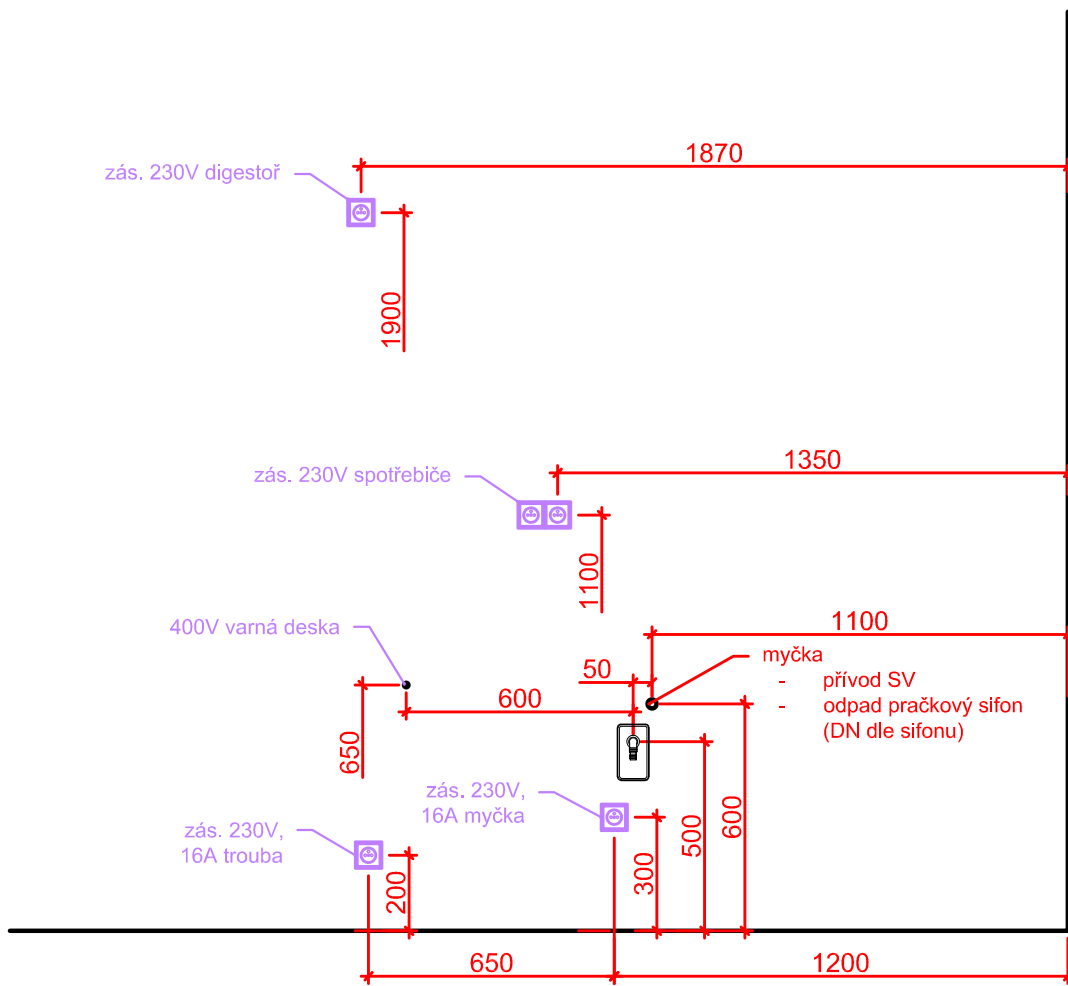 1870
zás. 230V digestoř
1900
1350
zás. 230V spotřebiče
1100
1100
400V varná deska
myčka
50
- přívod SV
600
- odpad pračkový sifon
(DN dle sifonu)
650
zás. 230V,
16A myčka
600
500
zás. 230V,
16A trouba
300
200
650
1200